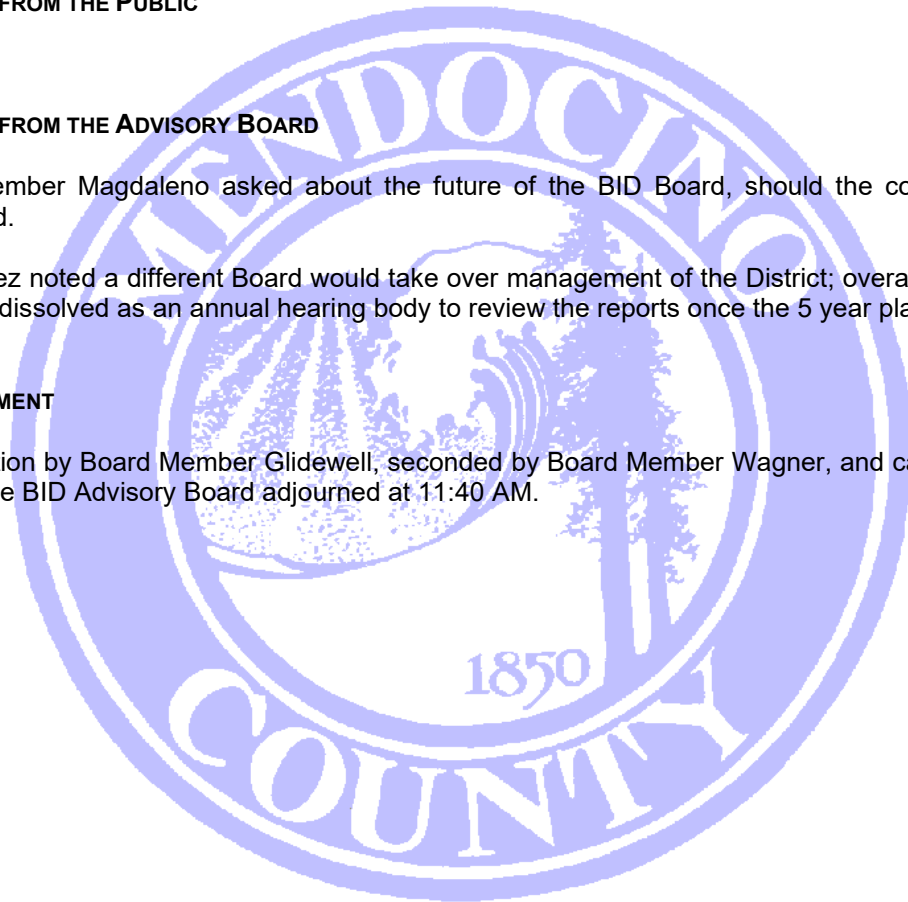 FROM THE PUBLIC
FROM THE ADVISORY BOARD
ember Magdaleno asked about the future of the BID Board, should the co
d.
ez noted a different Board would take over management of the District; overa
dissolved as an annual hearing body to review the reports once the 5 year pla
MENT
tion by Board Member Glidewell, seconded by Board Member Wagner, and ca
e BID Advisory Board adjourned at 11:40 AM.
MENDOCINO
1850
COUNTY